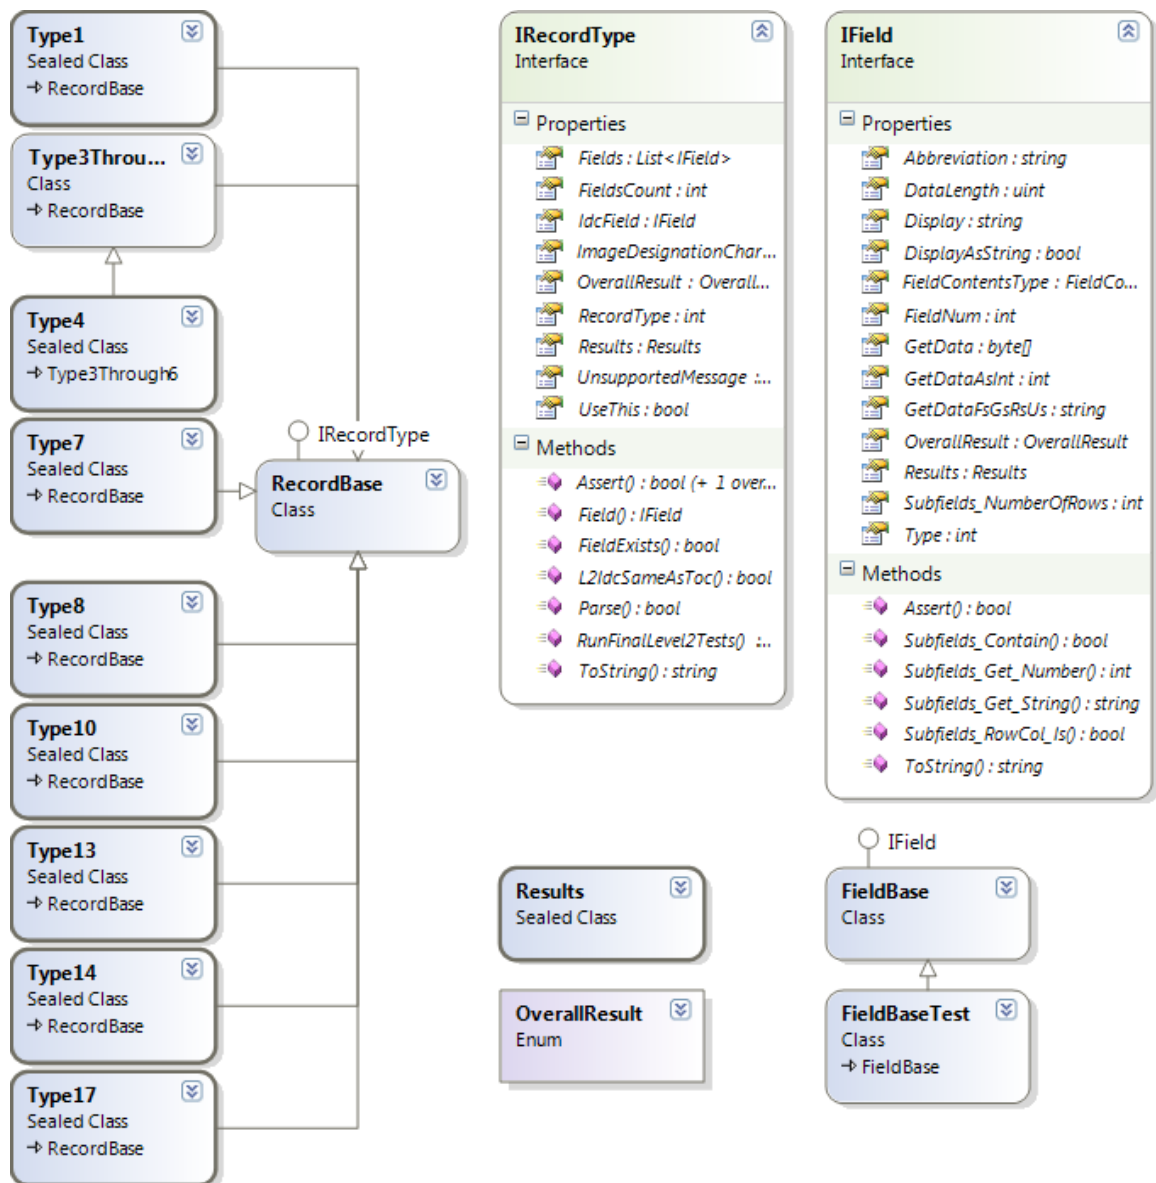 Type1
Sealed Class
RecordBase
Type3Throu...
Class
RecordBase
Type4
Sealed Class
Type3Through6
Type7
Sealed Class
RecordBase
IRecordType
RecordBase
Class
Type8
Sealed Class
RecordBase
Type10
Sealed Class
RecordBase
Type13
Sealed Class
RecordBase
Type14
Sealed Class
RecordBase
Type17
Sealed Class
RecordBase
IRecordType
Interface
Properties
Fields : List<IField>
FieldsCount : int
IdcField : IField
ImageDesignationChar...
OverallResult : Overall...
RecordType : int
Results : Results
UnsupportedMessage :...
UseThis : bool
Methods
Assert() : bool (+ 1 over...
Field() : IField
FieldExists() : bool
L2IdcSameAsToc() : bool
Parse() : bool
RunFinalLevel2Tests() :...
ToString() : string
IField
Interface
Properties
Abbreviation : string
DataLength : uint
Display : string
DisplayAsString : bool
FieldContentsType : FieldCo...
FieldNum : int
GetData : byte[]
GetDataAsInt : int
GetDataFsGsRsUs : string
OverallResult : OverallResult
Results : Results
Subfields_NumberOfRows : int
Type : int
Methods
Assert() : bool
Subfields_Contain() : bool
Subfields_Get_Number() : int
Subfields_Get_String() : string
Subfields_RowCol_Is() : bool
ToString() : string
Results
Sealed Class
OverallResult
Enum
IField
FieldBase
Class
FieldBaseTest
Class
FieldBase